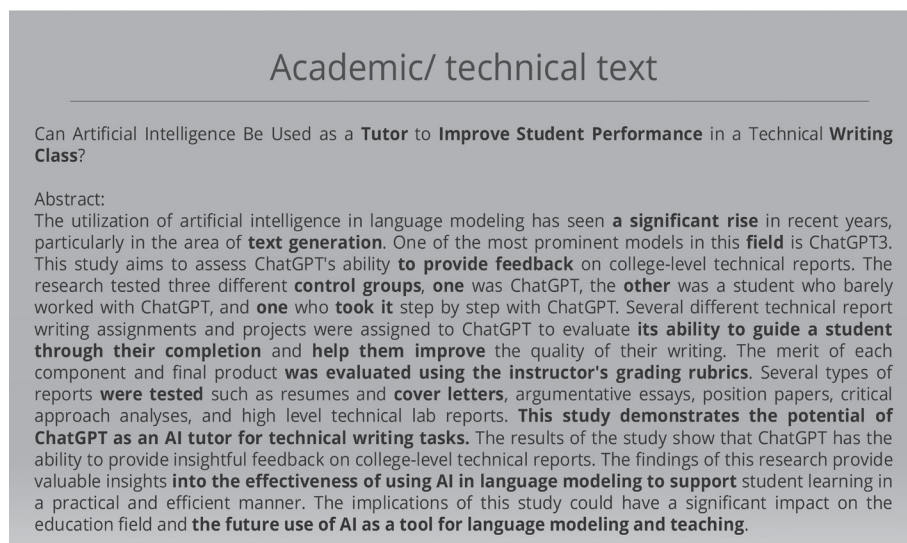 Academic/ technical text
Can Artificial Intelligence Be Used as a Tutor to Improve Student Performance in a Technical Writing
Class?
Abstract:
The utilization of artificial intelligence in language modeling has seen a significant rise in recent years,
particularly in the area of text generation. One of the most prominent models in this field is ChatGPT3.
This study aims to assess ChatGPT's ability to provide feedback on college-level technical reports. The
research tested three different control groups, one was ChatGPT, the other was a student who barely
worked with ChatGPT, and one who took it step by step with ChatGPT. Several different technical report
writing assignments and projects were assigned to ChatGPT to evaluate its ability to guide a student
through their completion and help them improve the quality of their writing. The merit of each
component and final product was evaluated using the instructor's grading rubrics. Several types of
reports were tested such as resumes and cover letters, argumentative essays, position papers, critical
approach analyses, and high level technical lab reports. This study demonstrates the potential of
ChatGPT as an AI tutor for technical writing tasks. The results of the study show that ChatGPT has the
ability to provide insightful feedback on college-level technical reports. The findings of this research provide
valuable insights into the effectiveness of using AI in language modeling to support student learning in
a practical and efficient manner. The implications of this study could have a significant impact on the
education field and the future use of AI as a tool for language modeling and teaching.